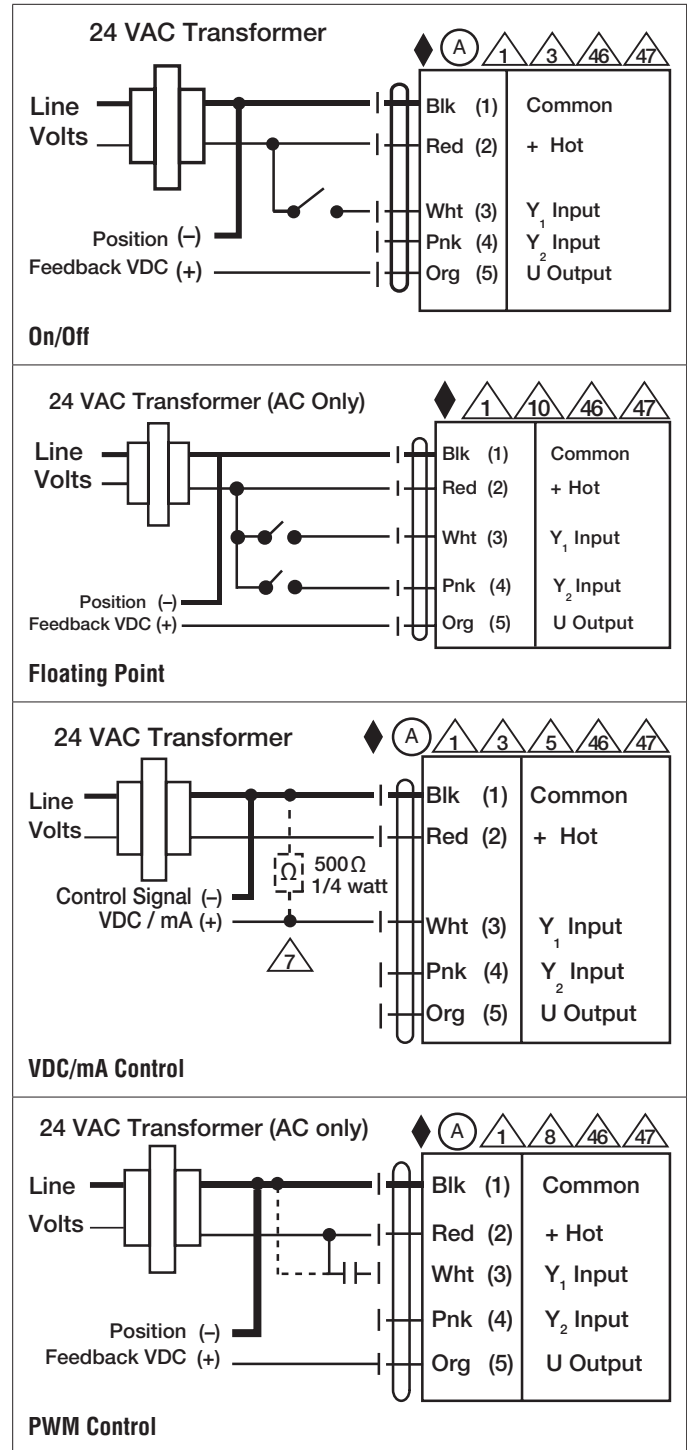 24 VAC Transformer
A 1 3 46 47
Line
Volts
Blk (1) Common
Red (2) + Hot
Wht (3) Y1 Input
Pnk (4) Y2 Input
Org (5) U Output
Position (–)
Feedback VDC (+)
On/Off
24 VAC Transformer (AC Only)
1 10 46 47
Line
Volts
Blk (1) Common
Red (2) + Hot
Wht (3) Y1 Input
Pnk (4) Y2 Input
Org (5) U Output
Position (–)
Feedback VDC (+)
Floating Point
24 VAC Transformer
A 1 3 5 46 47
Line
Volts
Blk (1) Common
Red (2) + Hot
Ω 500Ω
1/4 watt
Control Signal (–)
VDC / mA (+)
7
Wht (3) Y1 Input
Pnk (4) Y2 Input
Org (5) U Output
VDC/mA Control
24 VAC Transformer (AC only)
A 1 8 46 47
Line
Volts
Blk (1) Common
Red (2) + Hot
Wht (3) Y1 Input
Pnk (4) Y2 Input
Org (5) U Output
Position (–)
Feedback VDC (+)
PWM Control